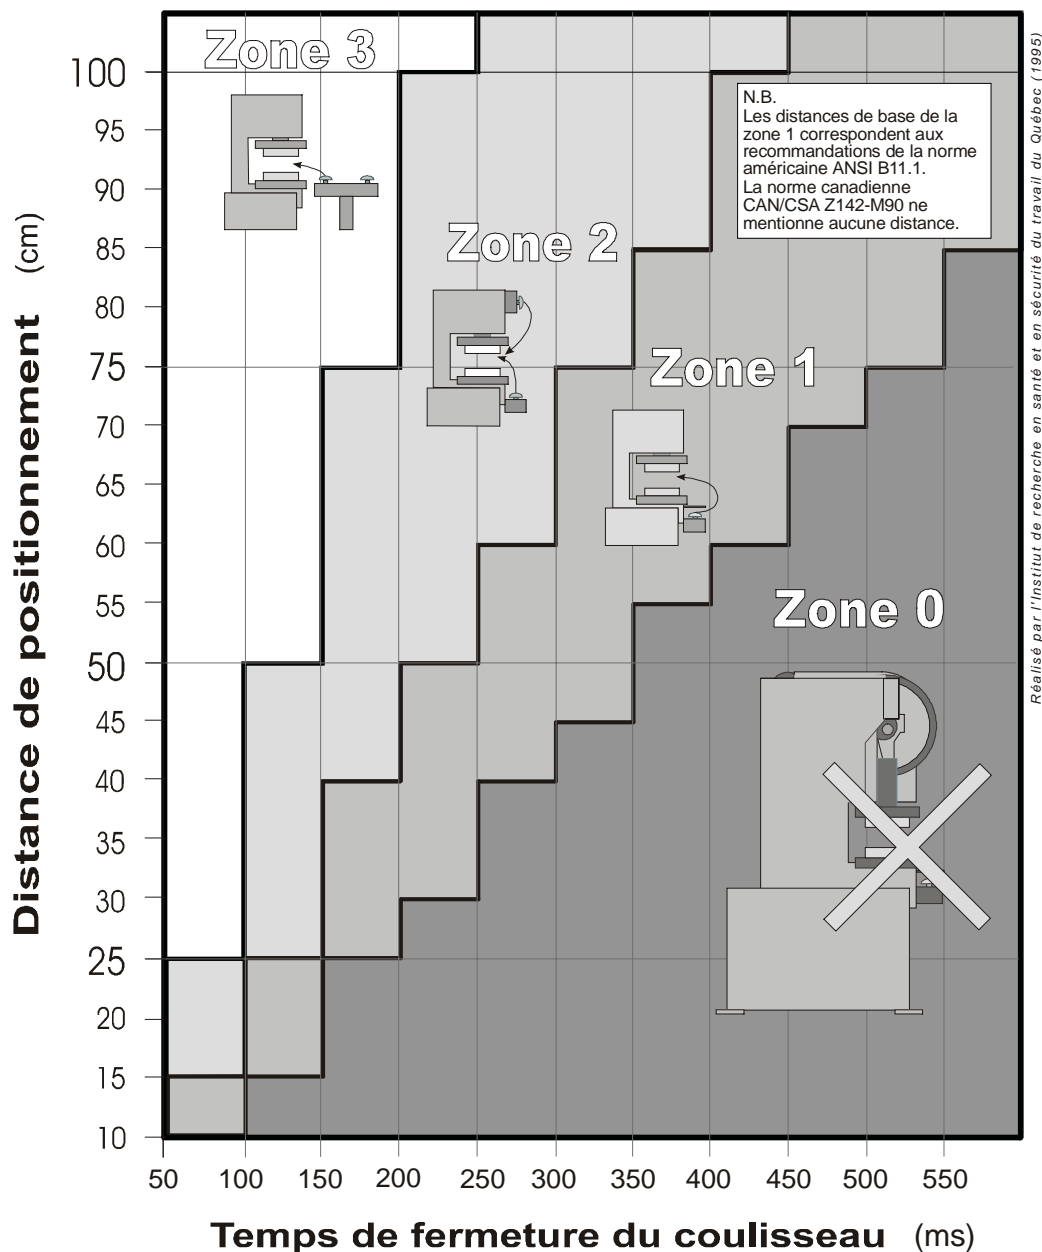 Zone 3
Zone 2
Zone 1
Zone 0
N.B.
Les distances de base de la
zone 1 correspondent aux
recommandations de la norme
américaine ANSI B11.1.
La norme canadienne
CAN/CSA Z142-M90 ne
mentionne aucune distance.
Distance de positionnement (cm)
100
95
90
85
80
75
70
65
60
55
50
45
40
35
30
25
20
15
10
50 100 150 200 250 300 350 400 450 500 550
Temps de fermeture du coulisseau (ms)
Réalisé par l'Institut de recherche en santé et en sécurité du travail du Québec (1995)